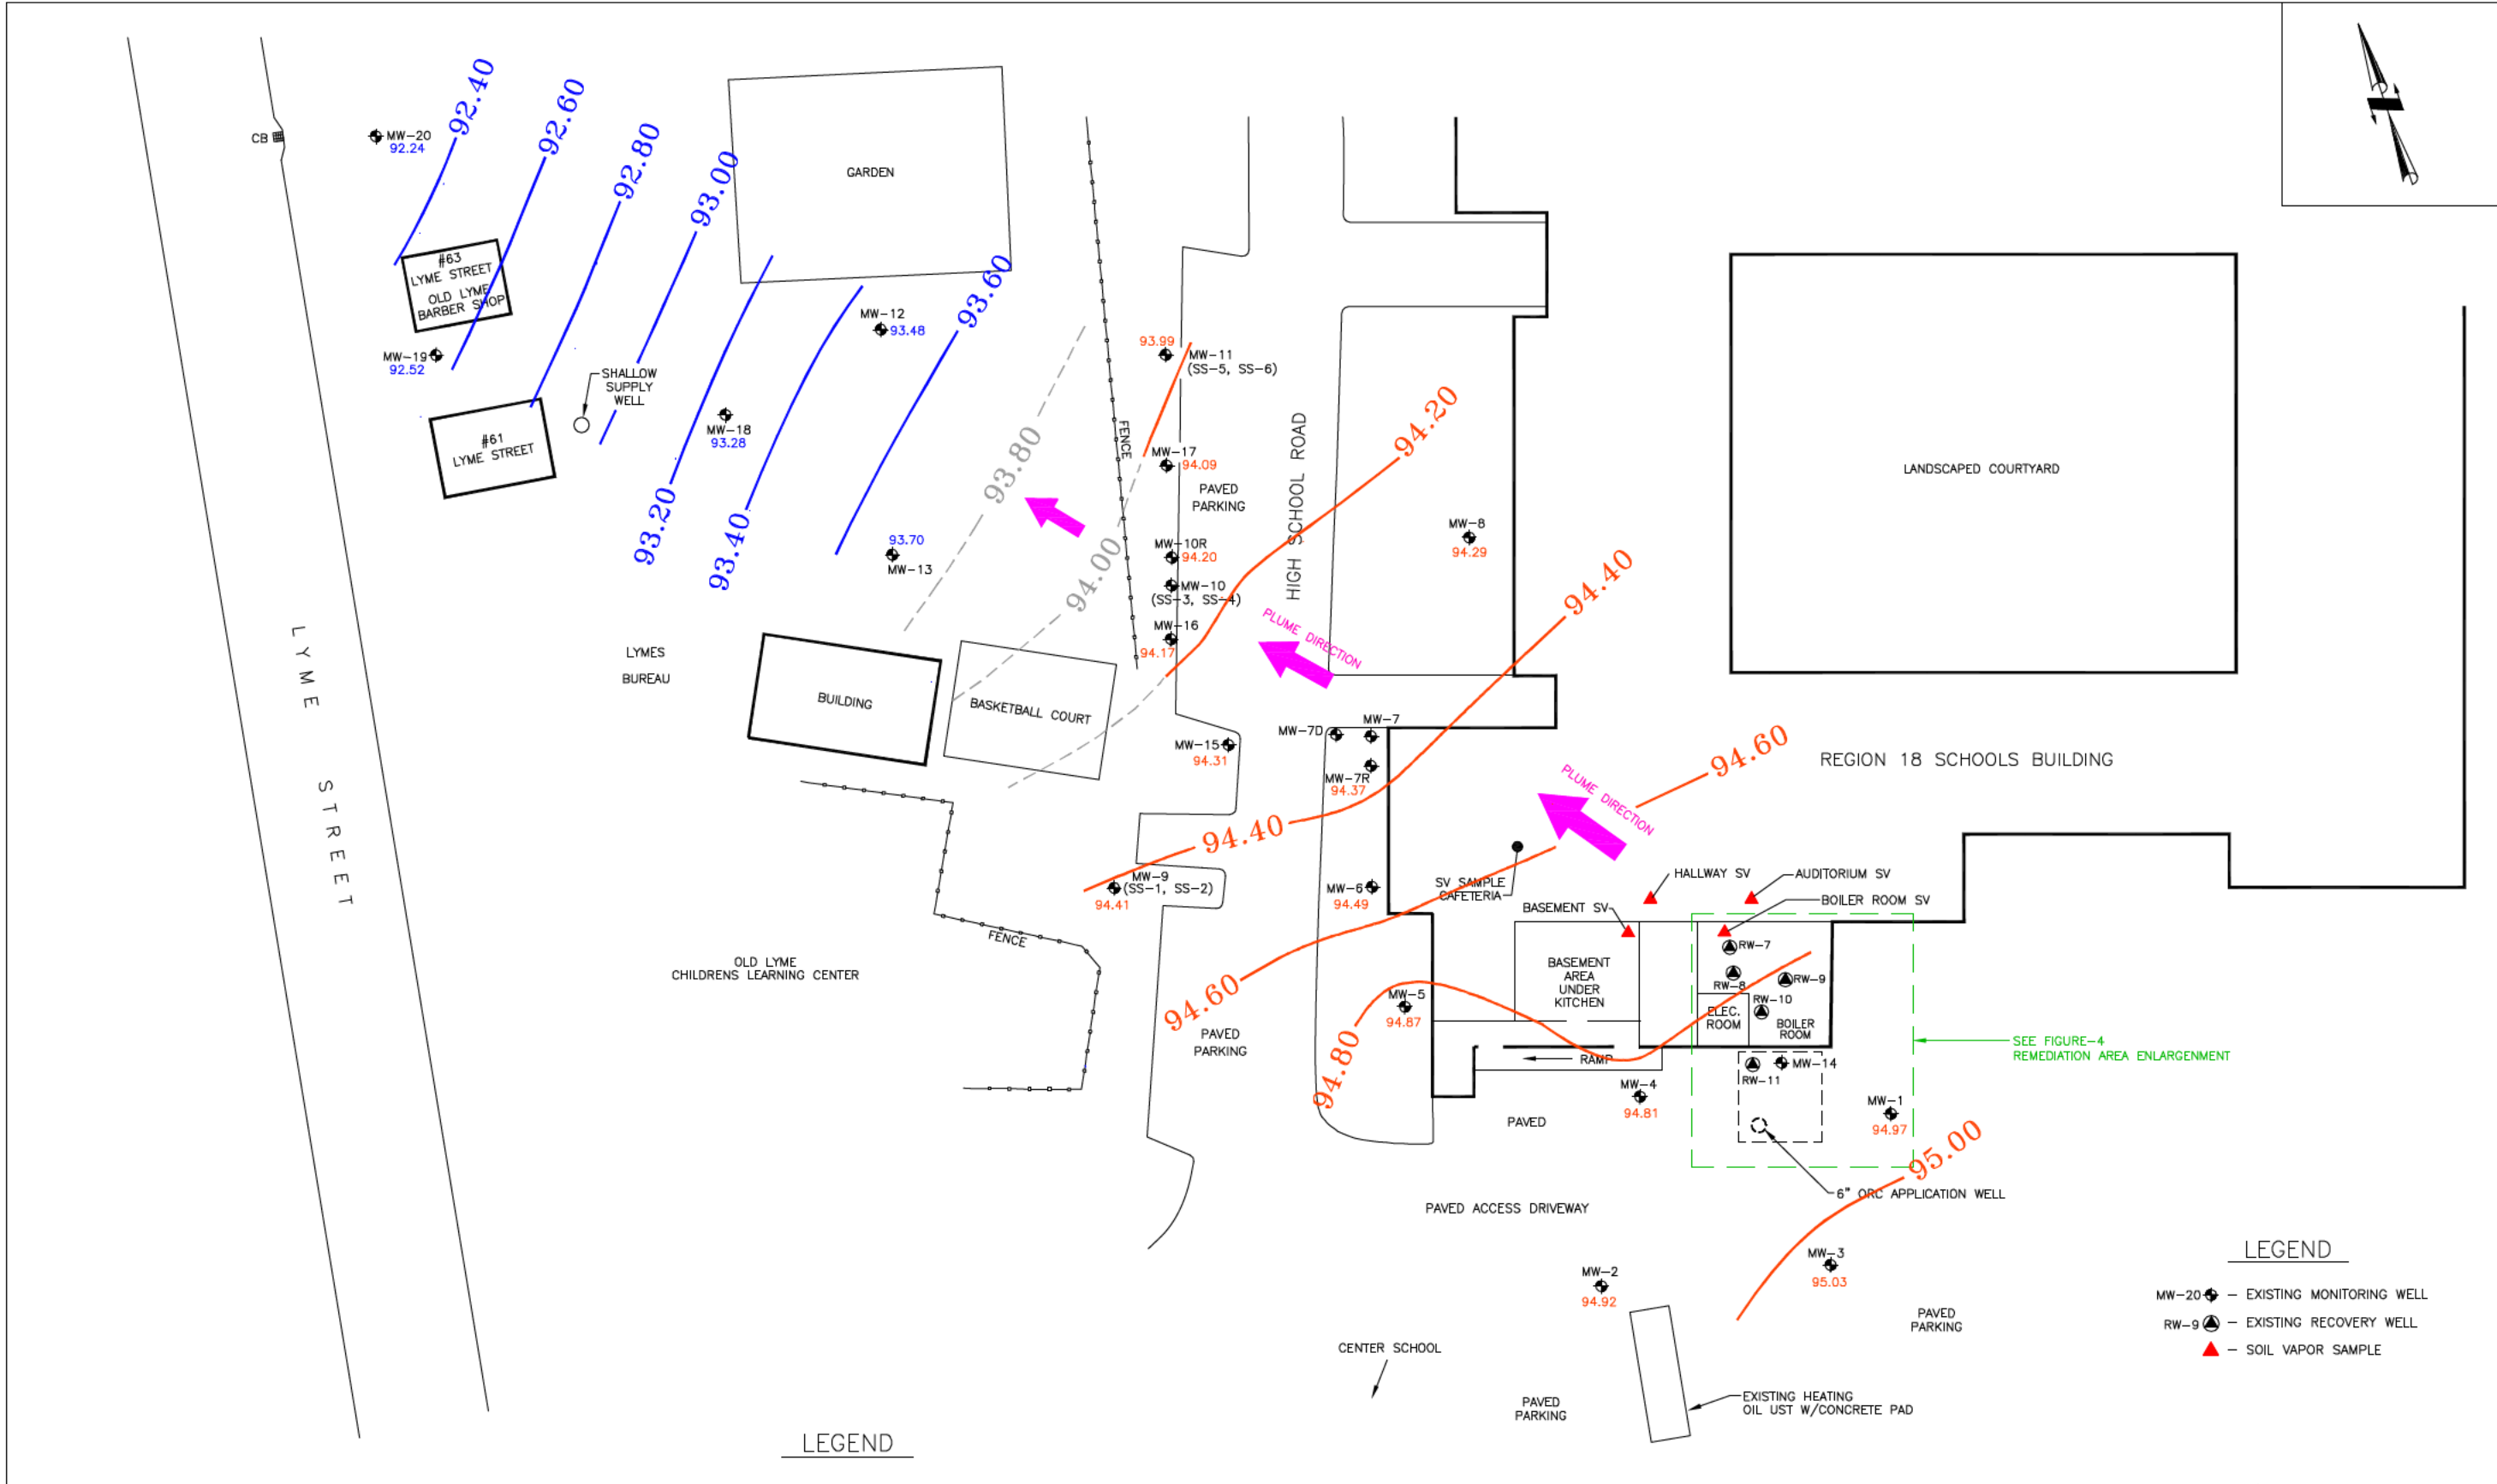 92.40
92.60
92.80
93.00
93.20
93.40
93.60
93.80
94.00
94.20
94.40
94.40
94.60
94.60
94.80
95.00
CB
MW-20
92.24
GARDEN
#63
LYME STREET
OLD LYME
BARBER SHOP
MW-19
92.52
#61
LYME STREET
SHALLOW
SUPPLY
WELL
MW-12
93.48
MW-18
93.28
93.70
MW-13
93.99
MW-11
(SS-5, SS-6)
FENCE
MW-17
94.09
PAVED
PARKING
MW-10R
94.20
MW-10
(SS-3, SS-4)
MW-16
94.17
HIGH SCHOOL ROAD
MW-8
94.29
LANDSCAPED COURTYARD
PLUME DIRECTION
LYME STREET
LYMES
BUREAU
BUILDING
BASKETBALL COURT
MW-15
94.31
MW-7D
MW-7
MW-7R
94.37
PLUME DIRECTION
REGION 18 SCHOOLS BUILDING
MW-9
(SS-1, SS-2)
94.41
MW-6
94.49
SV SAMPLE
CAFETERIA
HALLWAY SV
AUDITORIUM SV
BASEMENT SV
BOILER ROOM SV
FENCE
OLD LYME
CHILDRENS LEARNING CENTER
BASEMENT
AREA
UNDER
KITCHEN
RW-7
RW-8
RW-9
RW-10
ELEC.
ROOM
BOILER
ROOM
MW-5
94.87
PAVED
PARKING
RAMP
SEE FIGURE-4
REMEDIATION AREA ENLARGENMENT
MW-14
RW-11
MW-4
94.81
MW-1
94.97
PAVED
6" ORC APPLICATION WELL
PAVED ACCESS DRIVEWAY
MW-3
95.03
MW-2
94.92
PAVED
PARKING
CENTER SCHOOL
PAVED
PARKING
EXISTING HEATING
OIL UST W/CONCRETE PAD
LEGEND
MW-20 - EXISTING MONITORING WELL
RW-9 - EXISTING RECOVERY WELL
- SOIL VAPOR SAMPLE
LEGEND